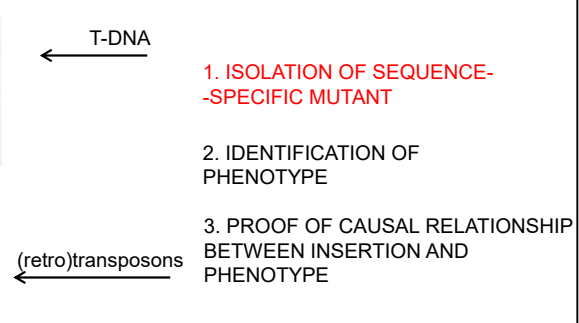 T-DNA
1. ISOLATION OF SEQUENCE-
-SPECIFIC MUTANT
2. IDENTIFICATION OF
PHENOTYPE
3. PROOF OF CAUSAL RELATIONSHIP
BETWEEN INSERTION AND
PHENOTYPE
(retro)transposons